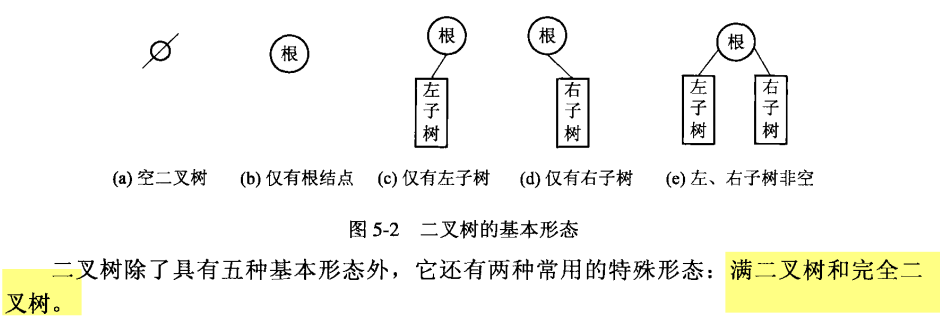 根 根 根 根 根
左子树 右子树 左子树 右子树
(a) 空二叉树 (b) 仅有根结点 (c) 仅有左子树 (d) 仅有右子树 (e) 左、右子树非空
图 5-2 二叉树的基本形态
二叉树除了具有五种基本形态外，它还有两种常用的特殊形态：满二叉树和完全二
叉树。